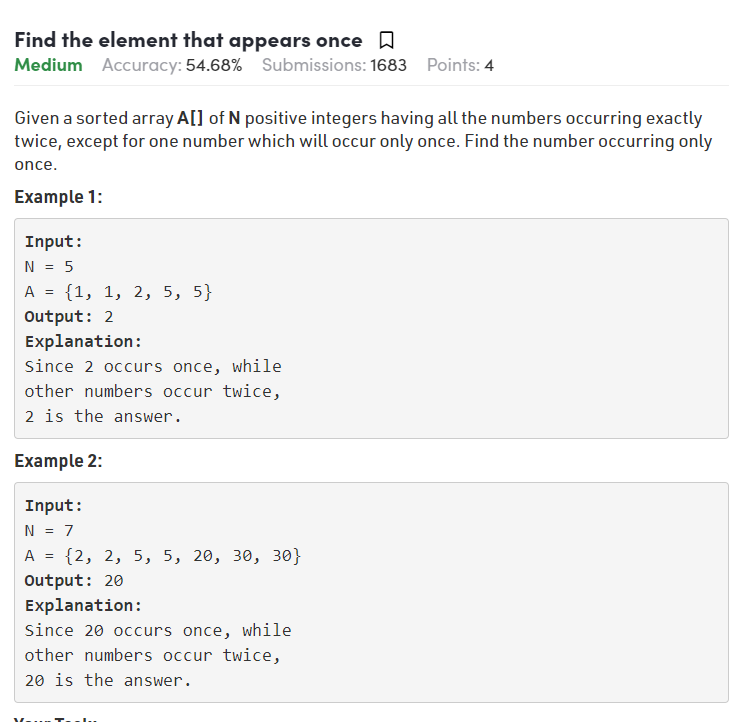 Find the element that appears once
Medium Accuracy: 54.68% Submissions: 1683 Points: 4
Given a sorted array A[] of N positive integers having all the numbers occurring exactly
twice, except for one number which will occur only once. Find the number occurring only
once.
Example 1:
Input:
N = 5
A = {1, 1, 2, 5, 5}
Output: 2
Explanation:
Since 2 occurs once, while
other numbers occur twice,
2 is the answer.
Example 2:
Input:
N = 7
A = {2, 2, 5, 5, 20, 30, 30}
Output: 20
Explanation:
Since 20 occurs once, while
other numbers occur twice,
20 is the answer.